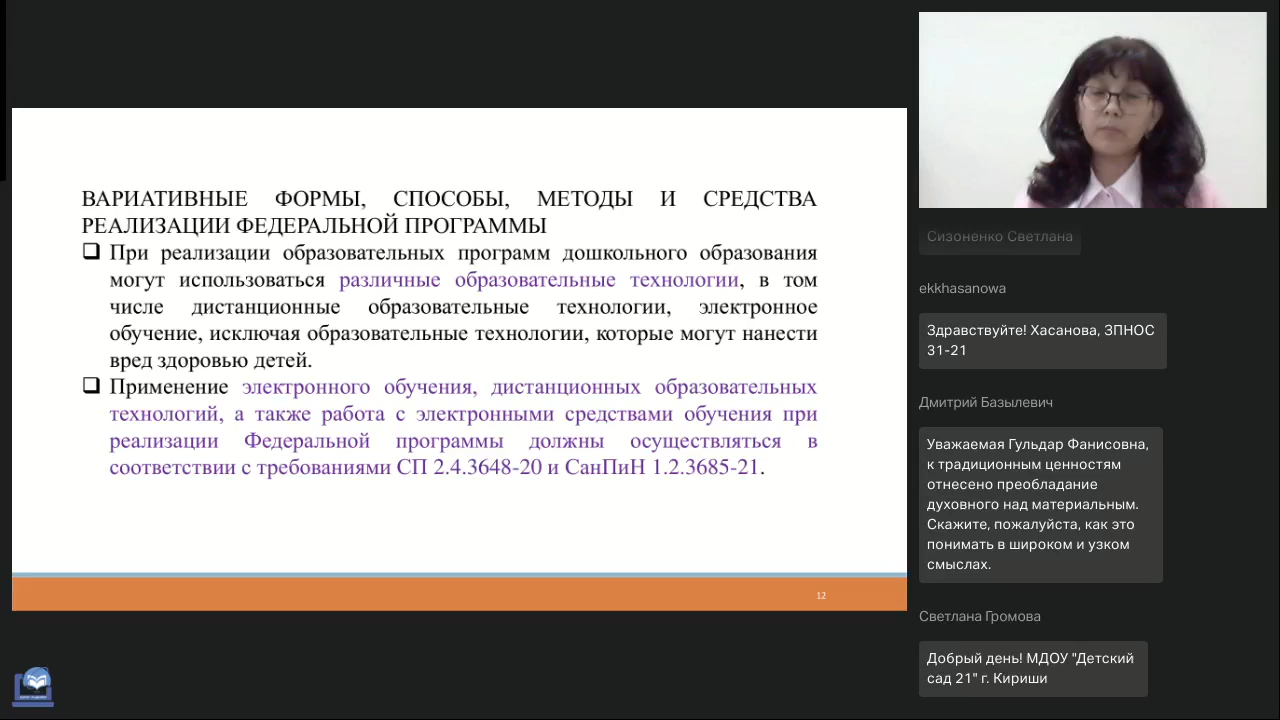 ВАРИАТИВНЫЕ ФОРМЫ, СПОСОБЫ, МЕТОДЫ И СРЕДСТВА
РЕАЛИЗАЦИИ ФЕДЕРАЛЬНОЙ ПРОГРАММЫ
При реализации образовательных программ дошкольного образования
могут использоваться различные образовательные технологии, в том
числе дистанционные образовательные технологии, электронное
обучение, исключая образовательные технологии, которые могут нанести
вред здоровью детей.
Применение электронного обучения, дистанционных образовательных
технологий, а также работа с электронными средствами обучения при
реализации Федеральной программы должны осуществляться в
соответствии с требованиями СП 2.4.3648-20 и СанПиН 1.2.3685-21.
12
Сизоненко Светлана
ekkhasanowa
Здравствуйте! Хасанова, ЗПНОС
31-21
Дмитрий Базылевич
Уважаемая Гульдар Фанисовна,
к традиционным ценностям
отнесено преобладание
духовного над материальным.
Скажите, пожалуйста, как это
понимать в широком и узком
смыслах.
Светлана Громова
Добрый день! МДОУ "Детский
сад 21" г. Кириши